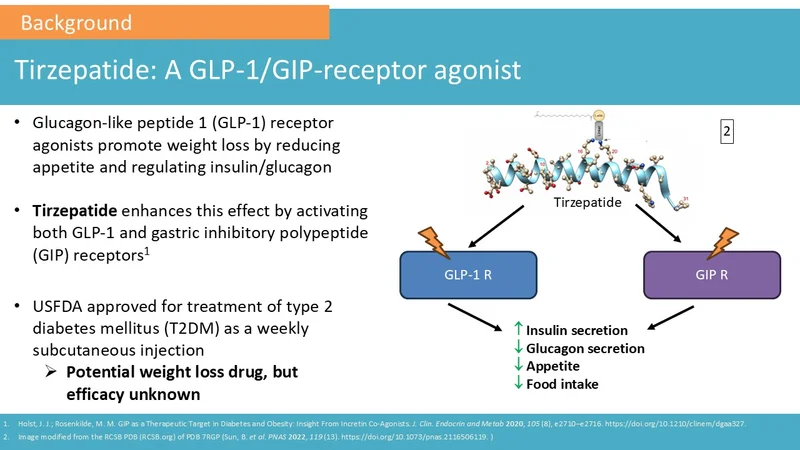 Background
Tirzepatide: A GLP-1/GIP-receptor agonist
• Glucagon-like peptide 1 (GLP-1) receptor
agonists promote weight loss by reducing
appetite and regulating insulin/glucagon
• Tirzepatide enhances this effect by activating
both GLP-1 and gastric inhibitory polypeptide
(GIP) receptors1
• USFDA approved for treatment of type 2
diabetes mellitus (T2DM) as a weekly
subcutaneous injection
➢ Potential weight loss drug, but
efficacy unknown
2
Tirzepatide
GLP-1 R
GIP R
↑ Insulin secretion
↓ Glucagon secretion
↓ Appetite
↓ Food intake
1. Holst, J. J.; Rosenkilde, M. M. GIP as a Therapeutic Target in Diabetes and Obesity: Insight From Incretin Co-Agonists. J. Clin. Endocrin and Metab 2020, 105 (8), e2710–e2716. https://doi.org/10.1210/clinem/dgaa327.
2. Image modified from the RCSB PDB (RCSB.org) of PDB 7RGP (Sun, B. et al. PNAS 2022, 119 (13). https://doi.org/10.1073/pnas.2116506119. )